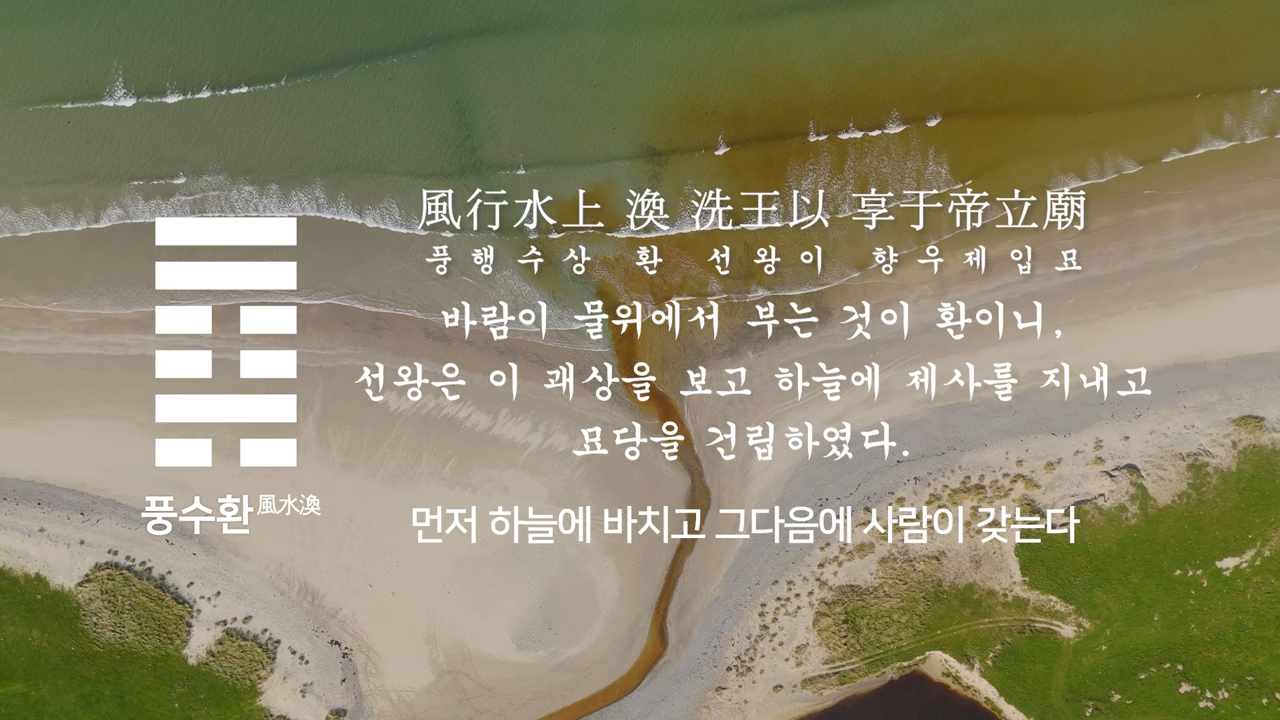 風行水上 渙 洗王以 享于帝立廟
풍행수상 환 선왕이 향우제입묘
바람이 물위에서 부는 것이 환이니,
선왕은 이 괘상을 보고 하늘에 제사를 지내고
묘당을 건립하였다.
풍수환 風水渙
먼저 하늘에 바치고 그다음에 사람이 갖는다